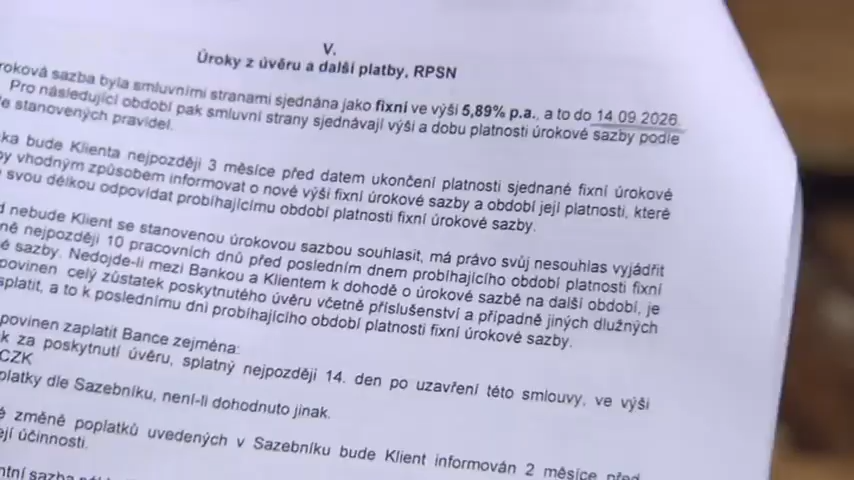 V.
Úroky z úvěru a další platby, RPSN
sazba byla smluvními stranami sjednána jako fixní ve výši 5,89% p.a., a to do 14.09.2026.
Pro následující období pak smluvní strany sjednávají výši a dobu platnosti úrokové sazby podle
stanovených pravidel.
bude Klienta nejpozději 3 měsíce před datem ukončení platnosti sjednané fixní úrokové
vhodným způsobem informovat o nové výši fixní úrokové sazby a období její platnosti, které
svou délkou odpovídat probíhajícímu období platnosti fixní úrokové sazby.
nebude Klient se stanovenou úrokovou sazbou souhlasit, má právo svůj nesouhlas vyjádřit
nejpozději 10 pracovních dnů před posledním dnem probíhajícího období platnosti fixní
sazby. Nedojde-li mezi Bankou a Klientem k dohodě o úrokové sazbě na další období, je
povinen celý zůstatek poskytnutého úvěru včetně příslušenství a případně jiných dlužných
splatit, a to k poslednímu dni probíhajícího období platnosti fixní úrokové sazby.
povinen zaplatit Bance zejména:
za poskytnutí úvěru, splatný nejpozději 14. den po uzavření této smlouvy, ve výši
CZK
platky dle Sazebníku, není-li dohodnuto jinak.
změně poplatků uvedených v Sazebníku bude Klient informován 2 měsíce před
její účinnosti.
sazba